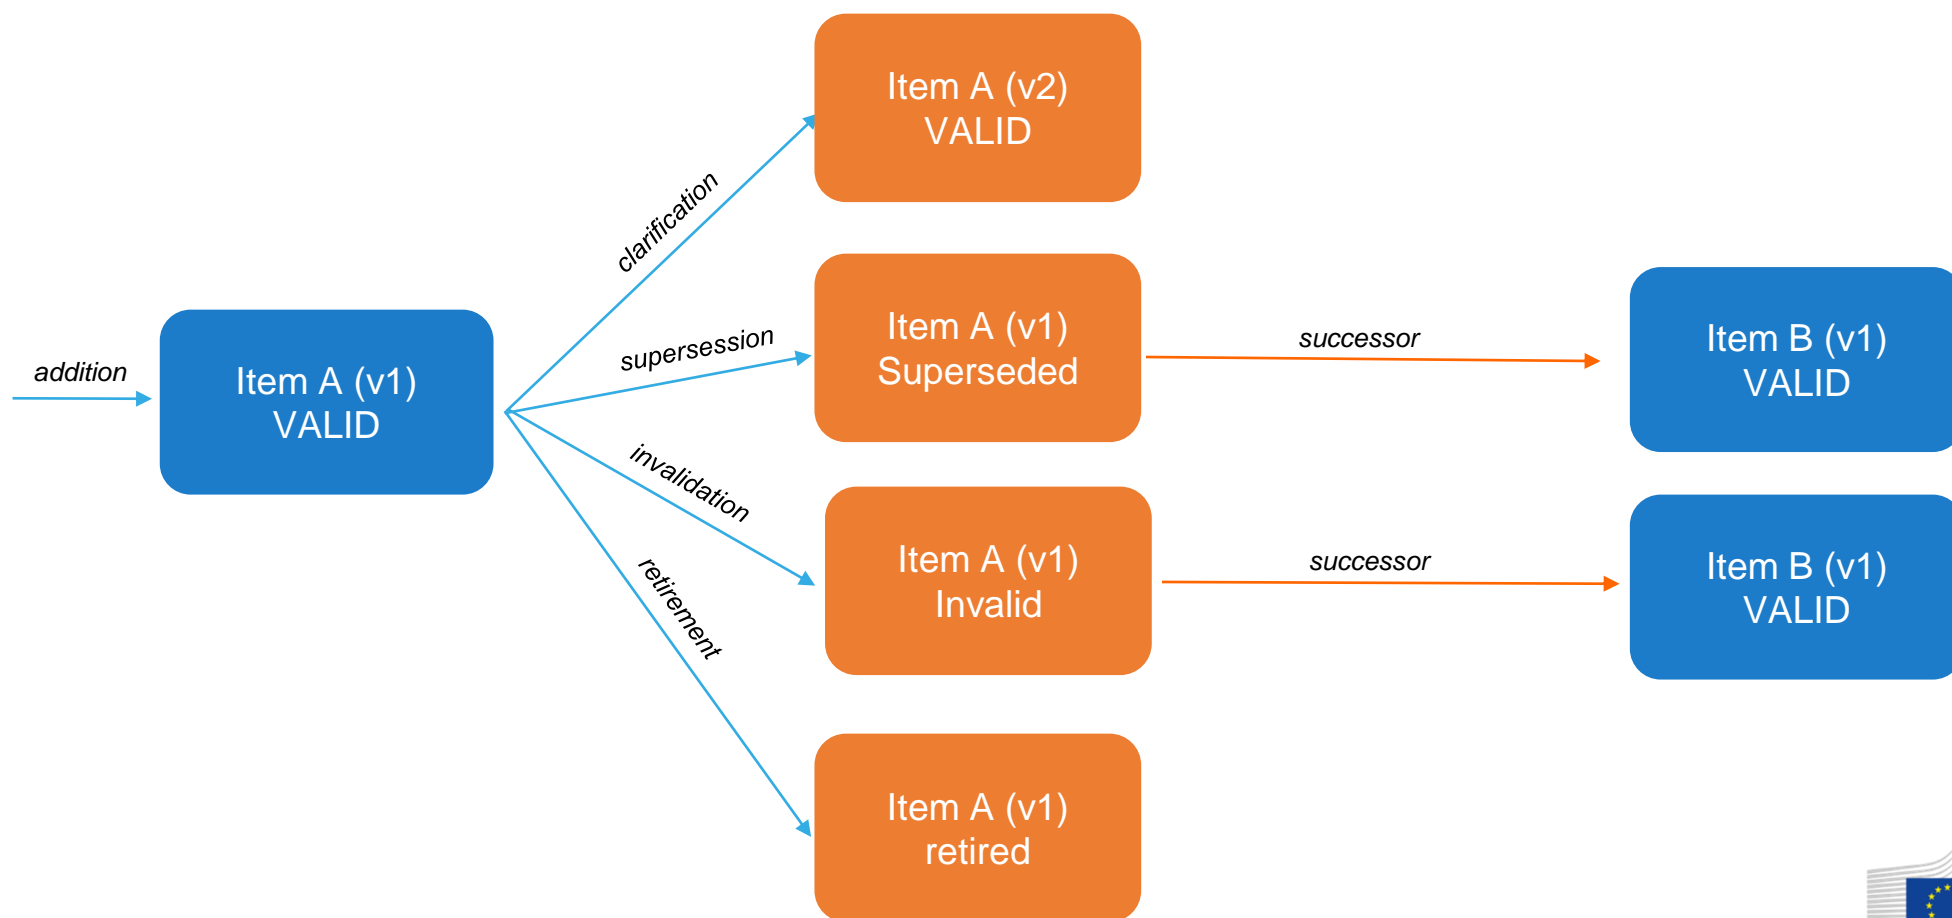 addition
Item A (v1)
VALID
clarification
Item A (v2)
VALID
supersession
Item A (v1)
Superseded
successor
Item B (v1)
VALID
invalidation
Item A (v1)
Invalid
successor
Item B (v1)
VALID
retirement
Item A (v1)
retired